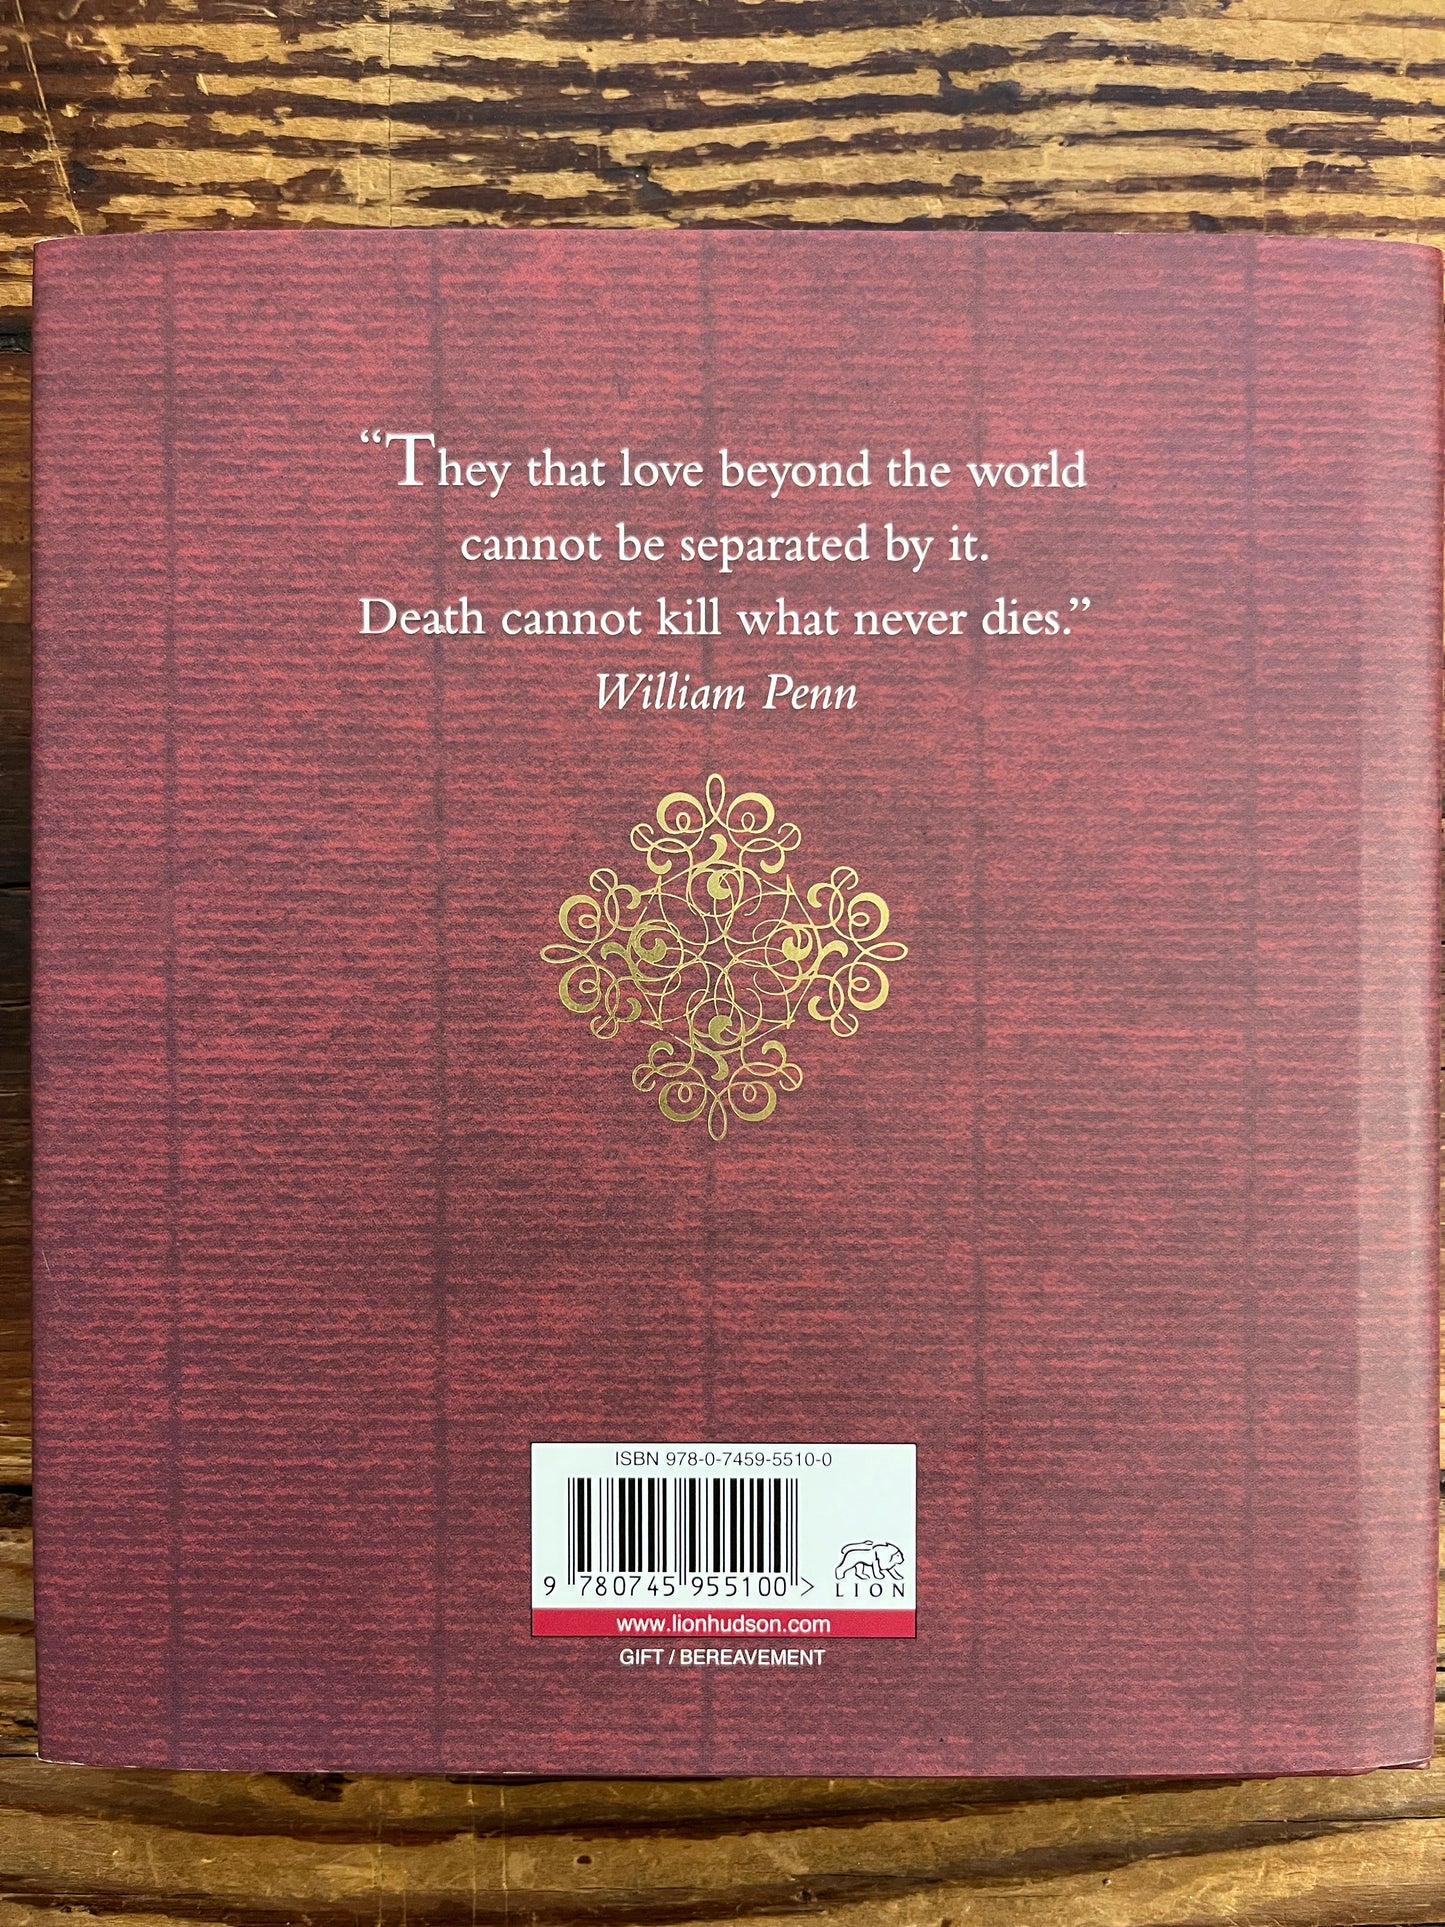 “They that love beyond the world
cannot be separated by it.
Death cannot kill what never dies.”
William Penn
ISBN 978-0-7459-5510-0
9 780745 955100 >
LION
www.lionhudson.com
GIFT / BEREAVEMENT